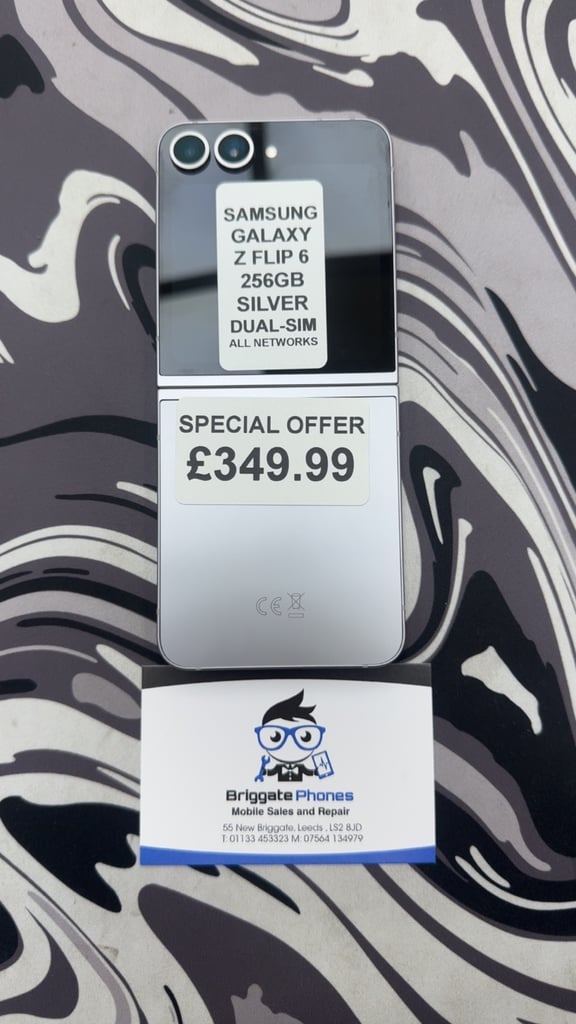 SAMSUNG
GALAXY
Z FLIP 6
256GB
SILVER
DUAL-SIM
ALL NETWORKS
SPECIAL OFFER
£349.99
CE
Briggate Phones
Mobile Sales and Repair
55 New Briggate, Leeds , LS2 8JD
T: 01133 453323 M: 07564 134979